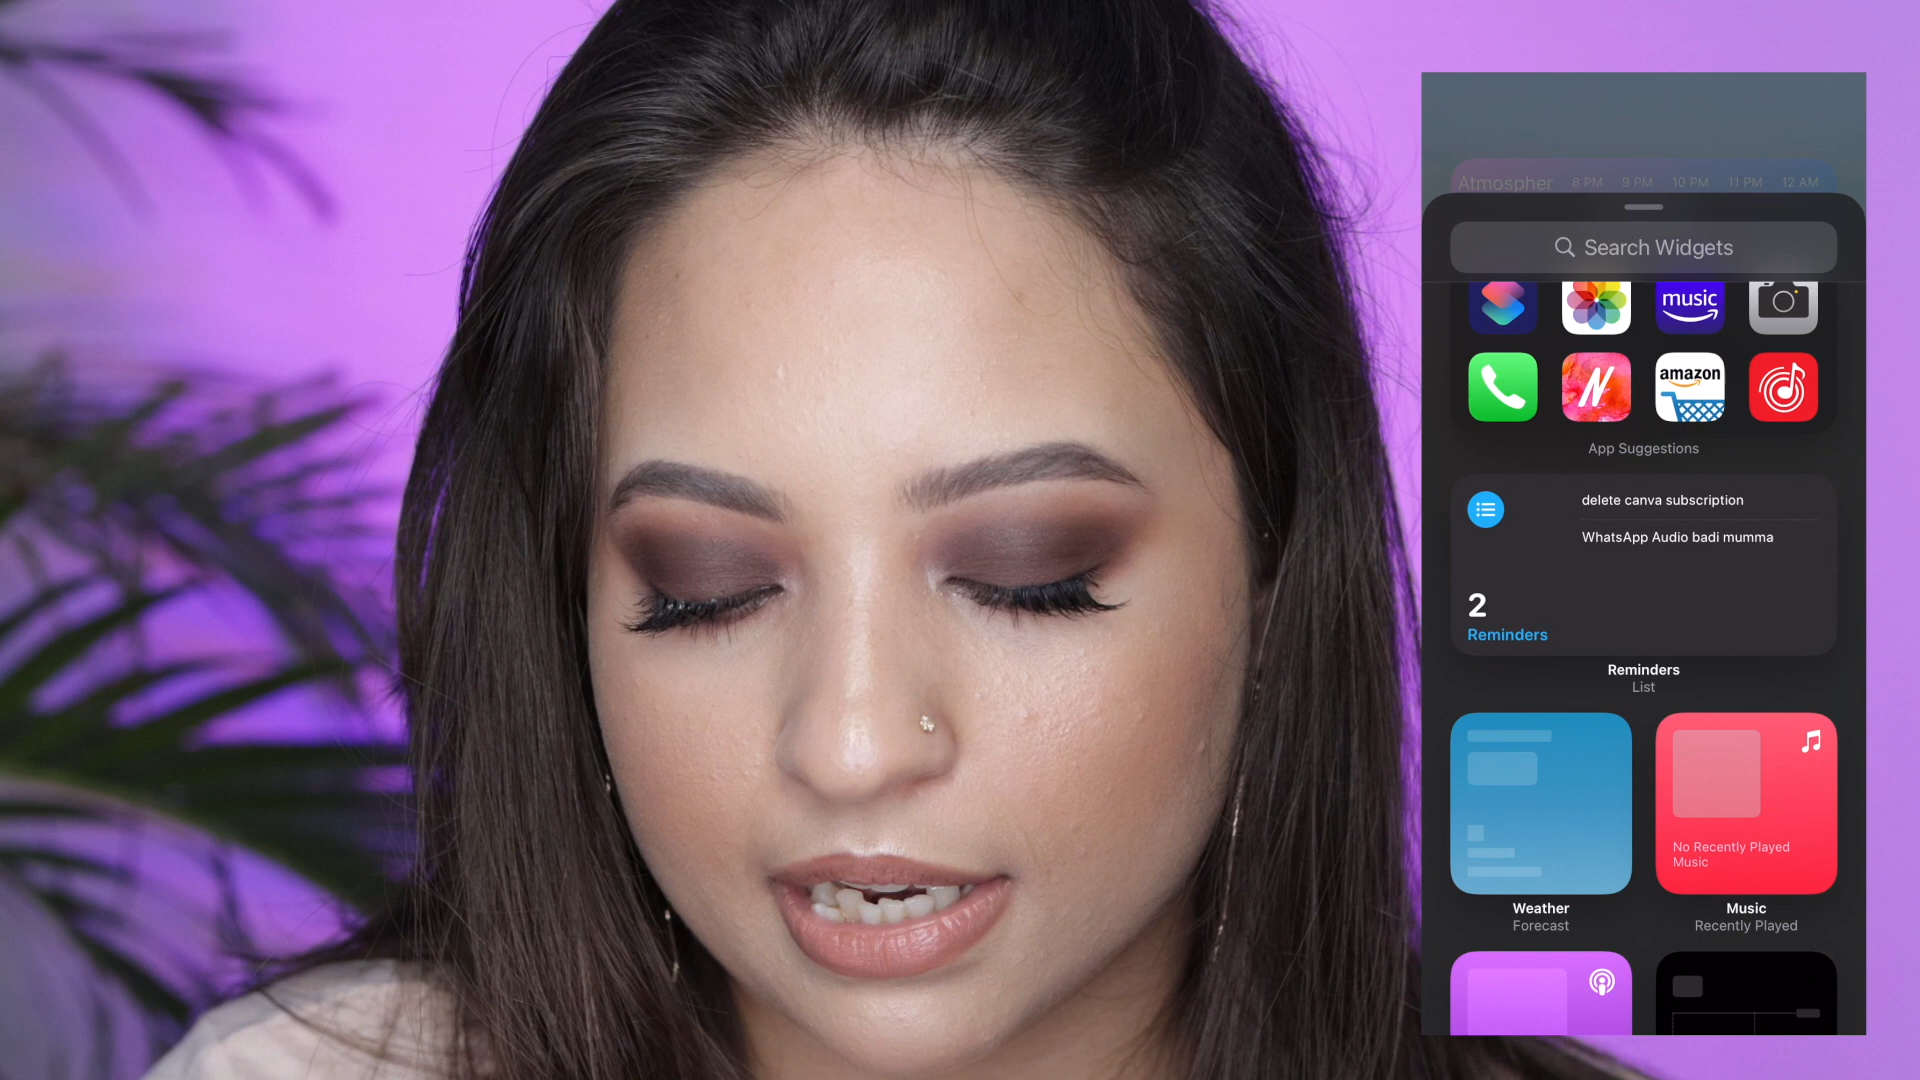 Atmospher 8 PM 9 PM 10 PM 11 PM 12 AM
Search Widgets
music
amazon
App Suggestions
delete canva subscription
WhatsApp Audio badi mumma
2
Reminders
Reminders
List
No Recently Played
Music
Weather
Music
Forecast
Recently Played